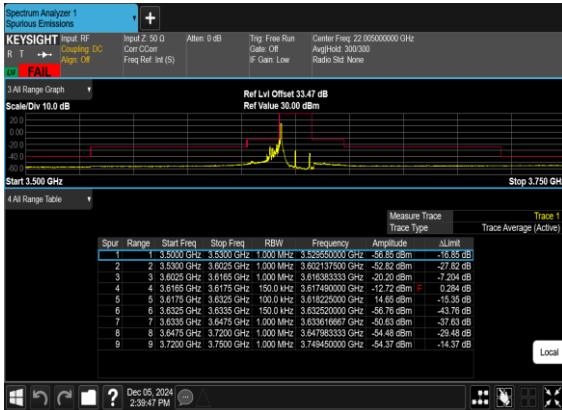 Spectrum Analyzer 1
Spurious Emissions
KEYSIGHT Input: RF Input Z: 50 Ω Atten: 0 dB Trig: Free Run Center Freq: 22.005000000 GHz
R T Coupling: DC Corr CCorr Gate: Off Avg|Hold: 300/300
Align: Off Freq Ref: Int (S) IF Gain: Low Radio Std: None
LNI FAIL
3 All Range Graph
Ref Lvl Offset 33.47 dB
Scale/Div 10.0 dB Ref Value 30.00 dBm
20.0
0.00
-20.0
-40.0
-60.0
Start 3.500 GHz Stop 3.750 GHz
4 All Range Table
Measure Trace Trace 1
Trace Type Trace Average (Active)
Spur Range Start Freq Stop Freq RBW Frequency Amplitude ΔLimit
1 1 3.5000 GHz 3.5300 GHz 1.000 MHz 3.529550000 GHz -56.85 dBm -16.85 dB
2 2 3.5300 GHz 3.6025 GHz 1.000 MHz 3.602137500 GHz -52.82 dBm -27.82 dB
3 3 3.6025 GHz 3.6165 GHz 1.000 MHz 3.616383333 GHz -20.20 dBm -7.204 dB
4 4 3.6165 GHz 3.6175 GHz 150.0 kHz 3.617490000 GHz -12.72 dBm F 0.284 dB
5 5 3.6175 GHz 3.6325 GHz 100.0 kHz 3.618225000 GHz 14.65 dBm -15.35 dB
6 6 3.6325 GHz 3.6335 GHz 150.0 kHz 3.632520000 GHz -56.76 dBm -43.76 dB
7 7 3.6335 GHz 3.6475 GHz 1.000 MHz 3.633616667 GHz -50.63 dBm -37.63 dB
8 8 3.6475 GHz 3.7200 GHz 1.000 MHz 3.647983333 GHz -54.48 dBm -29.48 dB
9 9 3.7200 GHz 3.7500 GHz 1.000 MHz 3.749450000 GHz -54.37 dBm -14.37 dB
Local
Dec 05, 2024
2:39:47 PM